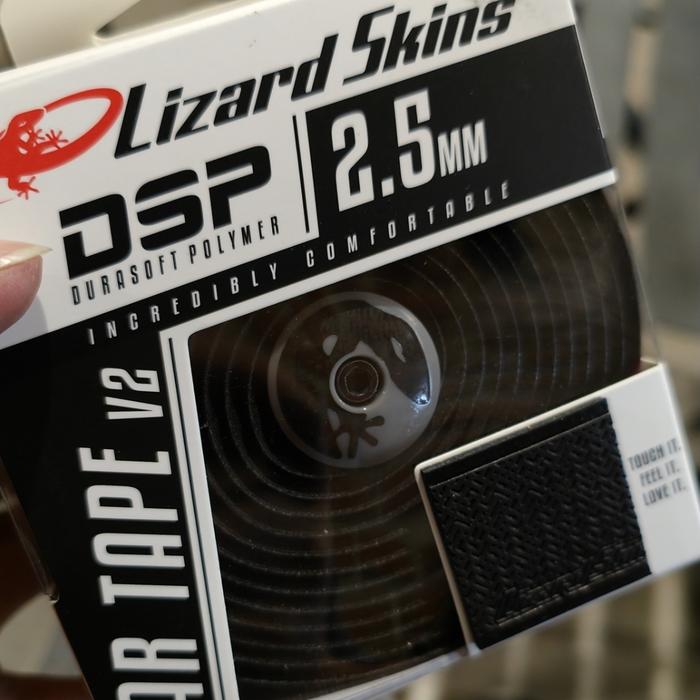 Lizard Skins
DSP
DURASOFT POLYMER
2.5MM
INCREDIBLY COMFORTABLE
AR TAPE V2
TOUCH IT.
FEEL IT.
LOVE IT.